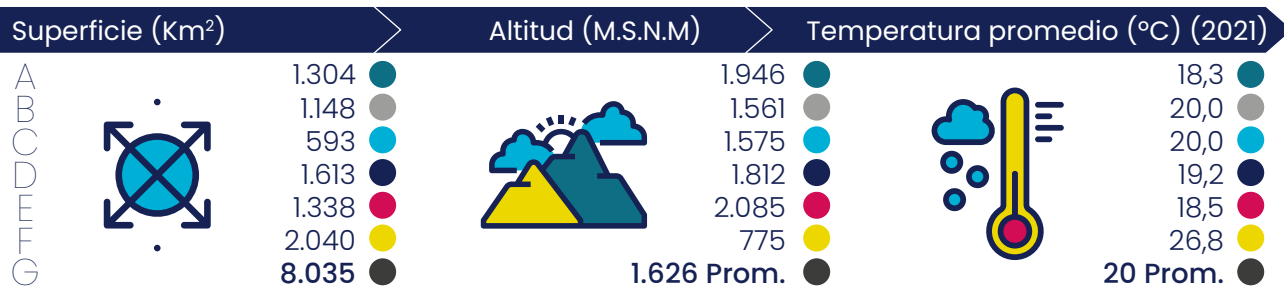 Superficie (Km²) Altitud (M.S.N.M) Temperatura promedio (°C) (2021)
A 1.304 1.946 18,3
B 1.148 1.561 20,0
C 593 1.575 20,0
D 1.613 1.812 19,2
E 1.338 2.085 18,5
F 2.040 775 26,8
G 8.035 1.626 Prom. 20 Prom.